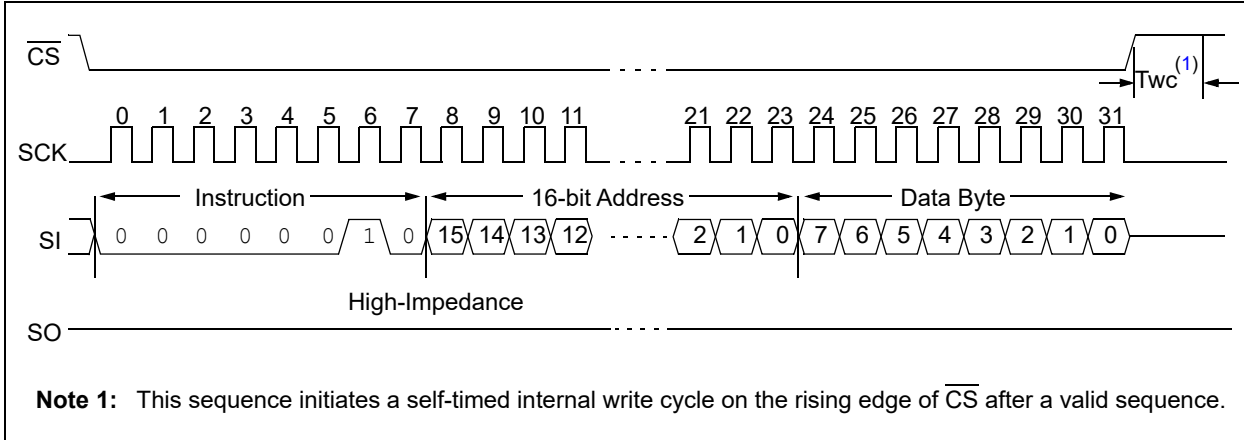 CS
Twc(1)
0 1 2 3 4 5 6 7 8 9 10 11 21 22 23 24 25 26 27 28 29 30 31
SCK
Instruction 16-bit Address Data Byte
SI 0 0 0 0 0 0 1 0 15 14 13 12 2 1 0 7 6 5 4 3 2 1 0
High-Impedance
SO
Note 1: This sequence initiates a self-timed internal write cycle on the rising edge of CS after a valid sequence.